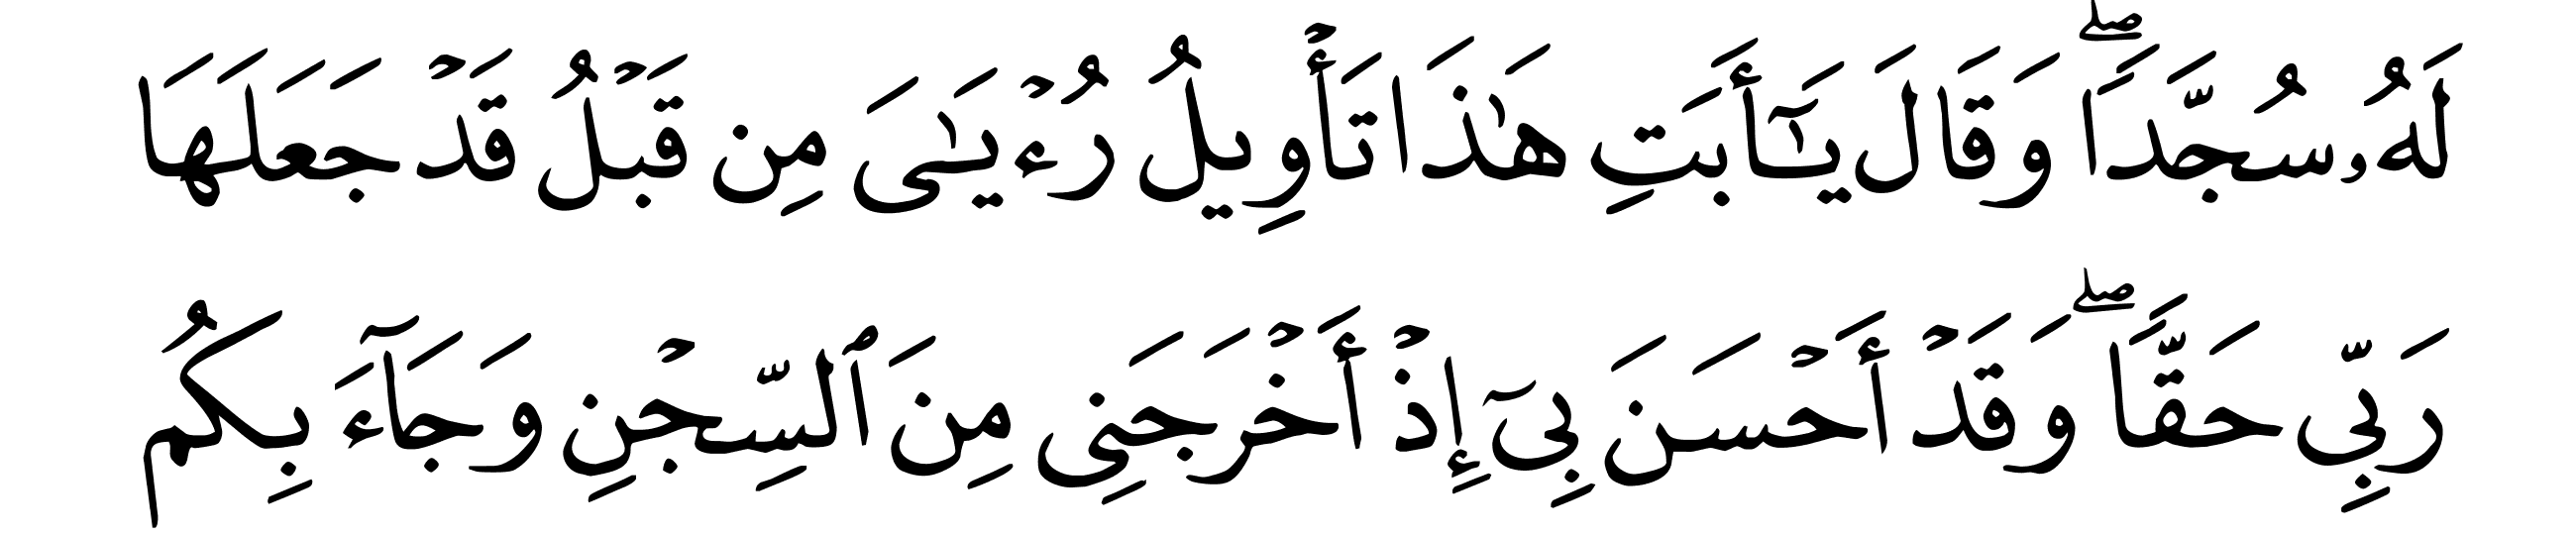 لَهُۥ سُجَّدٗاۖ وَقَالَ يَٰٓأَبَتِ هَٰذَا تَأۡوِيلُ رُءۡيَٰىَ مِن قَبۡلُ قَدۡ جَعَلَهَا
رَبِّي حَقّٗاۖ وَقَدۡ أَحۡسَنَ بِيٓ إِذۡ أَخۡرَجَنِي مِنَ ٱلسِّجۡنِ وَجَآءَ بِكُم